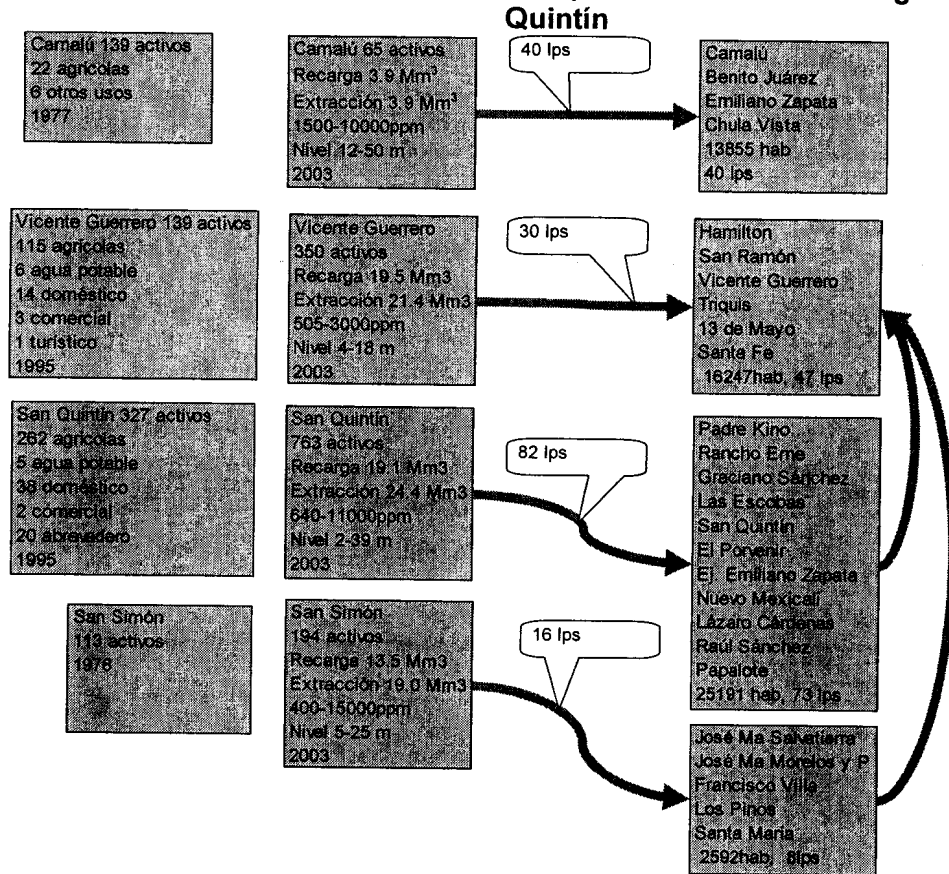 Quintín
Camalú 139 activos
22 agrícolas
6 otros usos
1977
Camalú 65 activos
Recarga 3.9 Mm³
Extracción 3.9 Mm³
1500-10000ppm
Nivel 12-50 m
2003
40 lps
Camalú
Benito Juárez
Emiliano Zapata
Chula Vista
13855 hab
40 lps
Vicente Guerrero 139 activos
115 agrícolas
6 agua potable
14 doméstico
3 comercial
1 turístico
1995
Vicente Guerrero
350 activos
Recarga 19.5 Mm3
Extracción 21.4 Mm3
505-3000ppm
Nivel 4-18 m
2003
30 lps
Hamilton
San Ramón
Vicente Guerrero
Triquis
13 de Mayo
Santa Fe
16247hab, 47 lps
San Quintín 327 activos
262 agrícolas
5 agua potable
38 doméstico
2 comercial
20 abrevadero
1995
San Quintín
763 activos
Recarga 19.1 Mm3
Extracción 24.4 Mm3
640-11000ppm
Nivel 2-39 m
2003
82 lps
Padre Kino
Rancho Eme
Graciano Sánchez
Las Escobas
San Quintín
El Porvenir
Ej. Emiliano Zapata
Nuevo Mexicali
Lázaro Cárdenas
Raúl Sánchez
Papalote
25191 hab, 73 lps
San Simón
113 activos
1978
San Simón
194 activos
Recarga 13.5 Mm3
Extracción 19.0 Mm3
400-15000ppm
Nivel 5-25 m
2003
16 lps
José Ma Salvatierra
José Ma Morelos y P
Francisco Villa
Los Pinos
Santa María
2592hab, 8lps